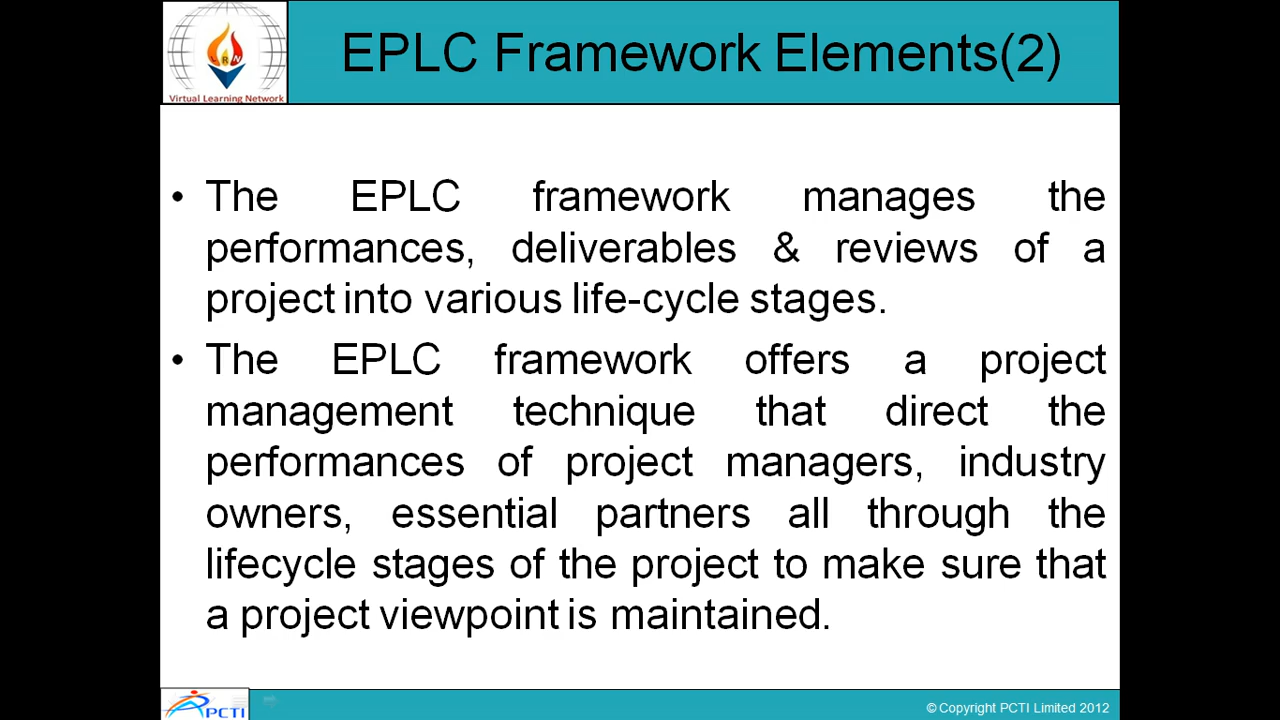 EPLC Framework Elements(2)
Virtual Learning Network
• The EPLC framework manages the
performances, deliverables & reviews of a
project into various life-cycle stages.
• The EPLC framework offers a project
management technique that direct the
performances of project managers, industry
owners, essential partners all through the
lifecycle stages of the project to make sure that
a project viewpoint is maintained.
PCTI
© Copyright PCTI Limited 2012